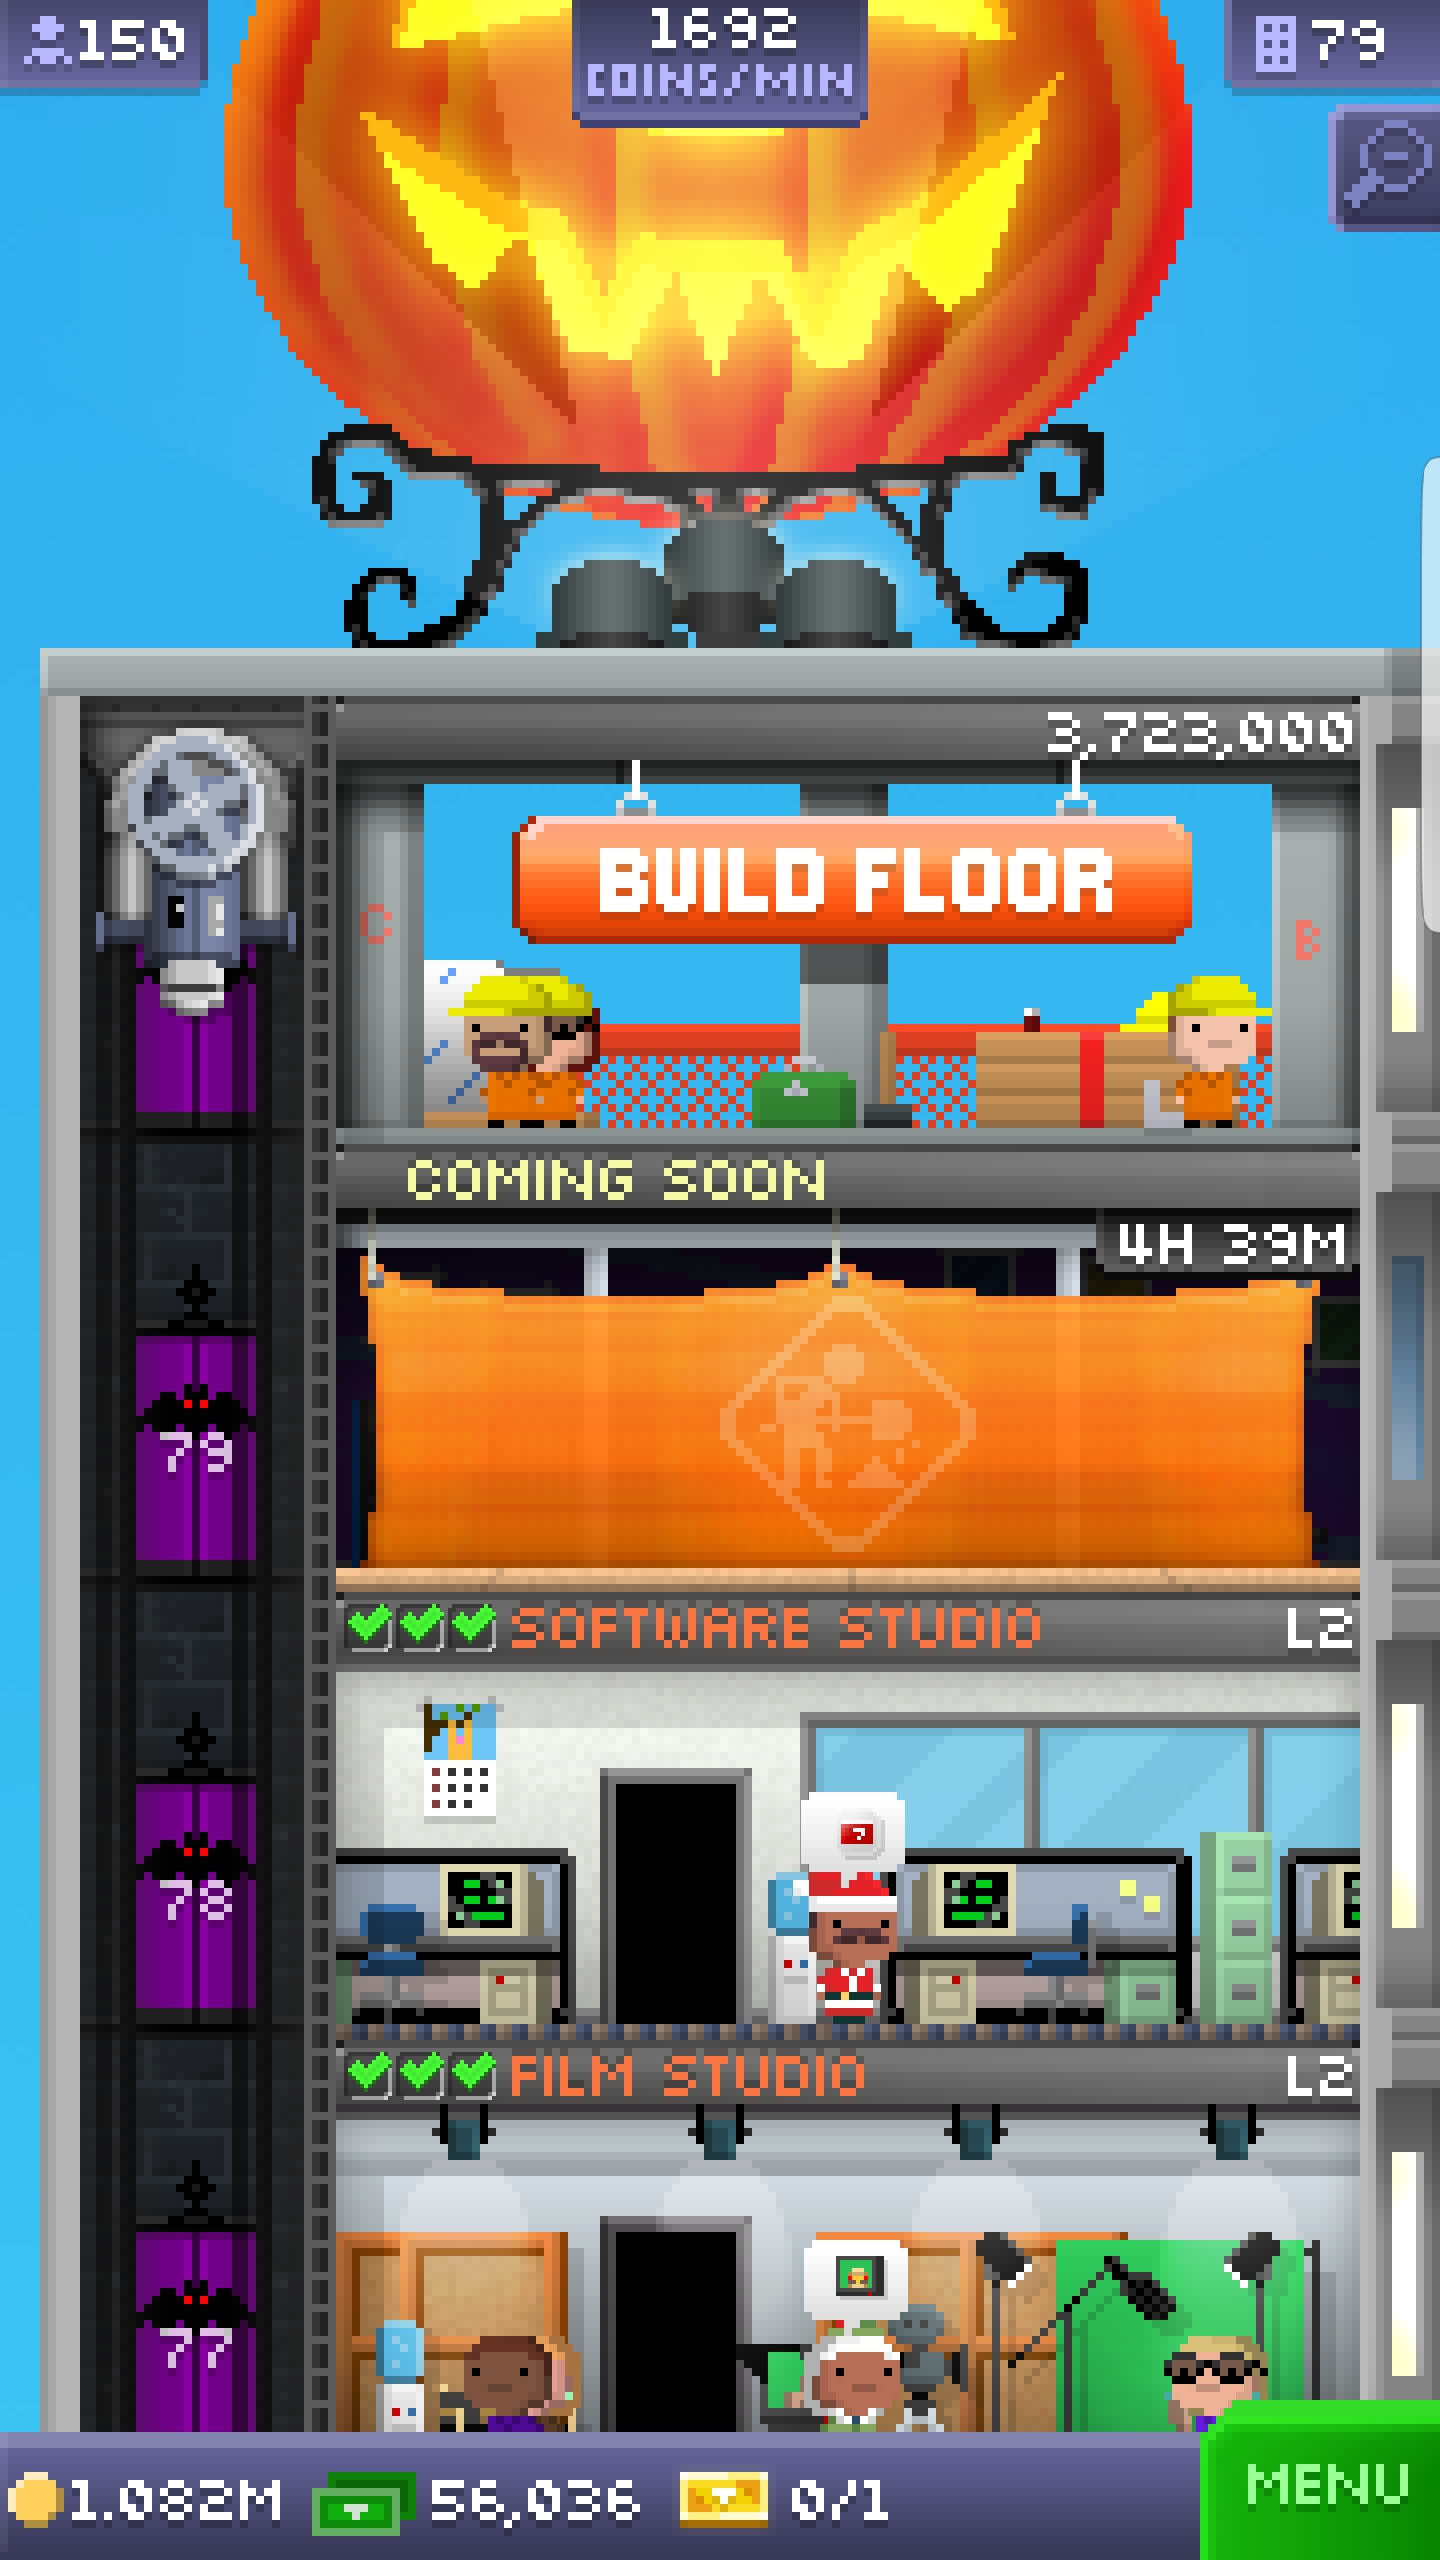 150
1692
COINS/MIN
79
3,723,000
BUILD FLOOR
C
B
COMING SOON
4H 39M
79
SOFTWARE STUDIO L2
?
78
FILM STUDIO L2
77
1.082M 56,036 0/1
MENU